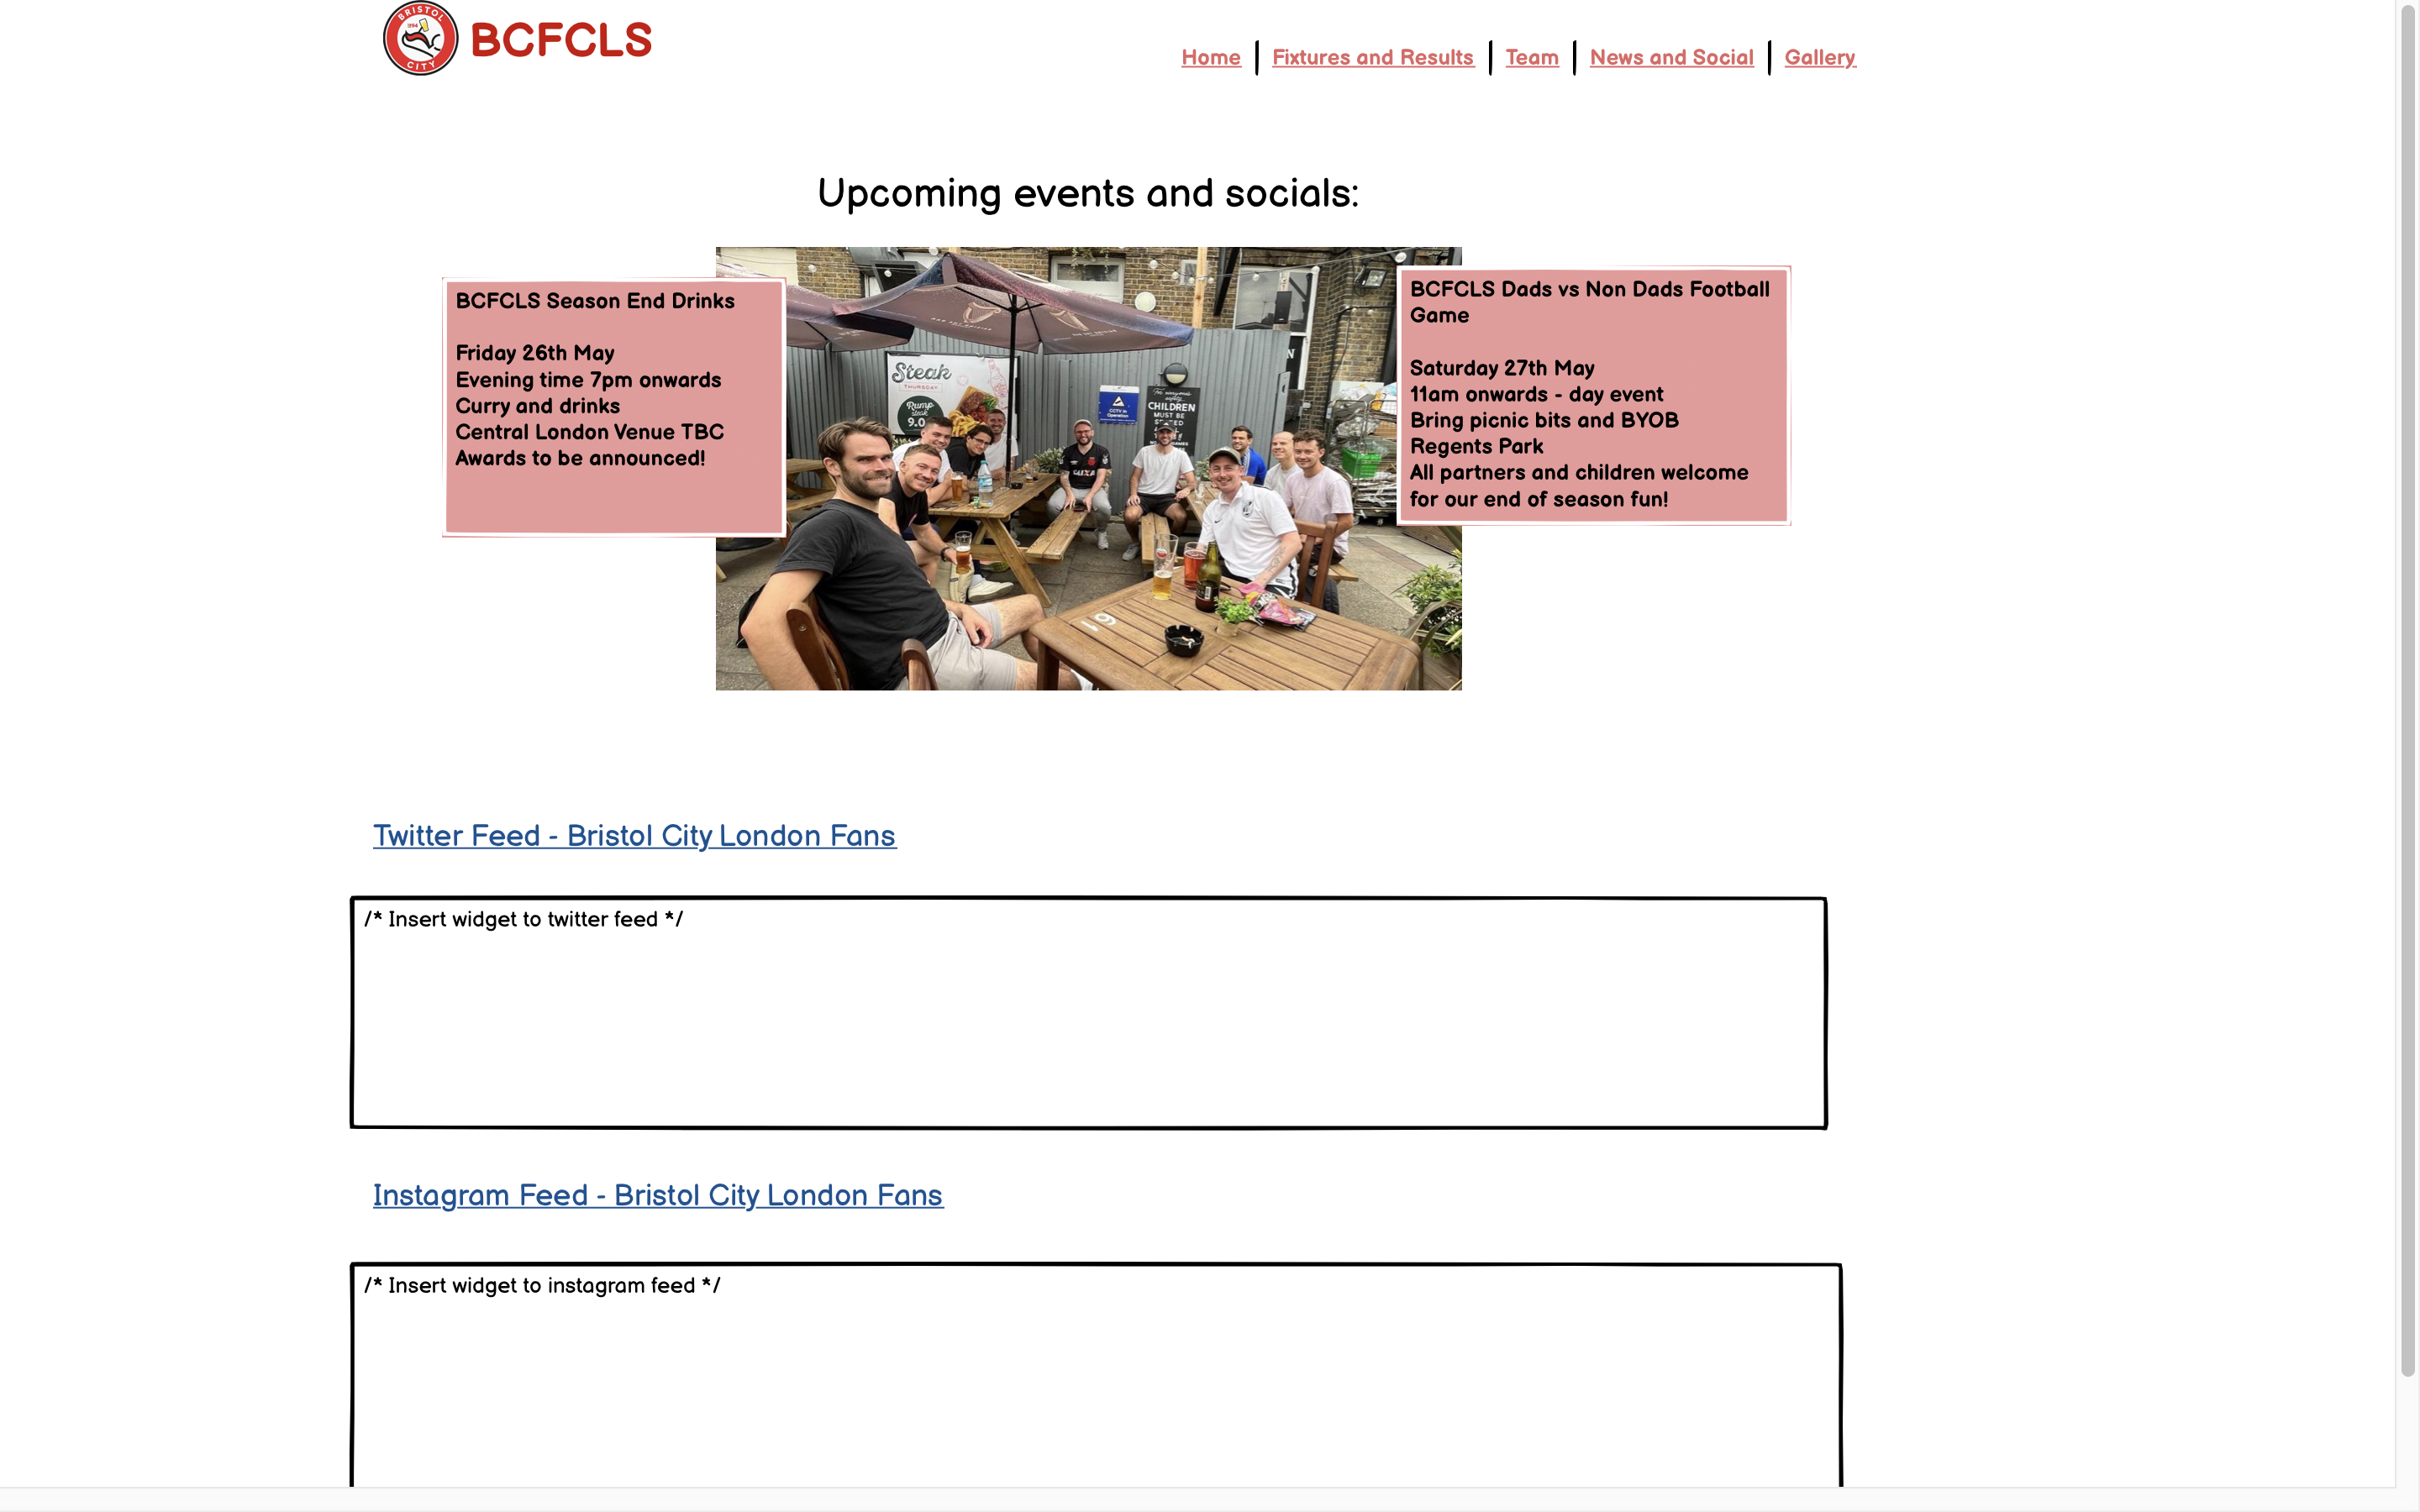 BRISTOL
1994
CITY
BCFCLS
Home
Fixtures and Results
Team
News and Social
Gallery
Upcoming events and socials:
BCFCLS Season End Drinks
Friday 26th May
Evening time 7pm onwards
Curry and drinks
Central London Venue TBC
Awards to be announced!
Steak
THURSDAY
Rump
steak
9.0
CCTV in
Operation
CHILDREN
MUST BE
BCFCLS Dads vs Non Dads Football
Game
Saturday 27th May
11am onwards - day event
Bring picnic bits and BYOB
Regents Park
All partners and children welcome
for our end of season fun!
19
Twitter Feed - Bristol City London Fans
/* Insert widget to twitter feed */
Instagram Feed - Bristol City London Fans
/* Insert widget to instagram feed */